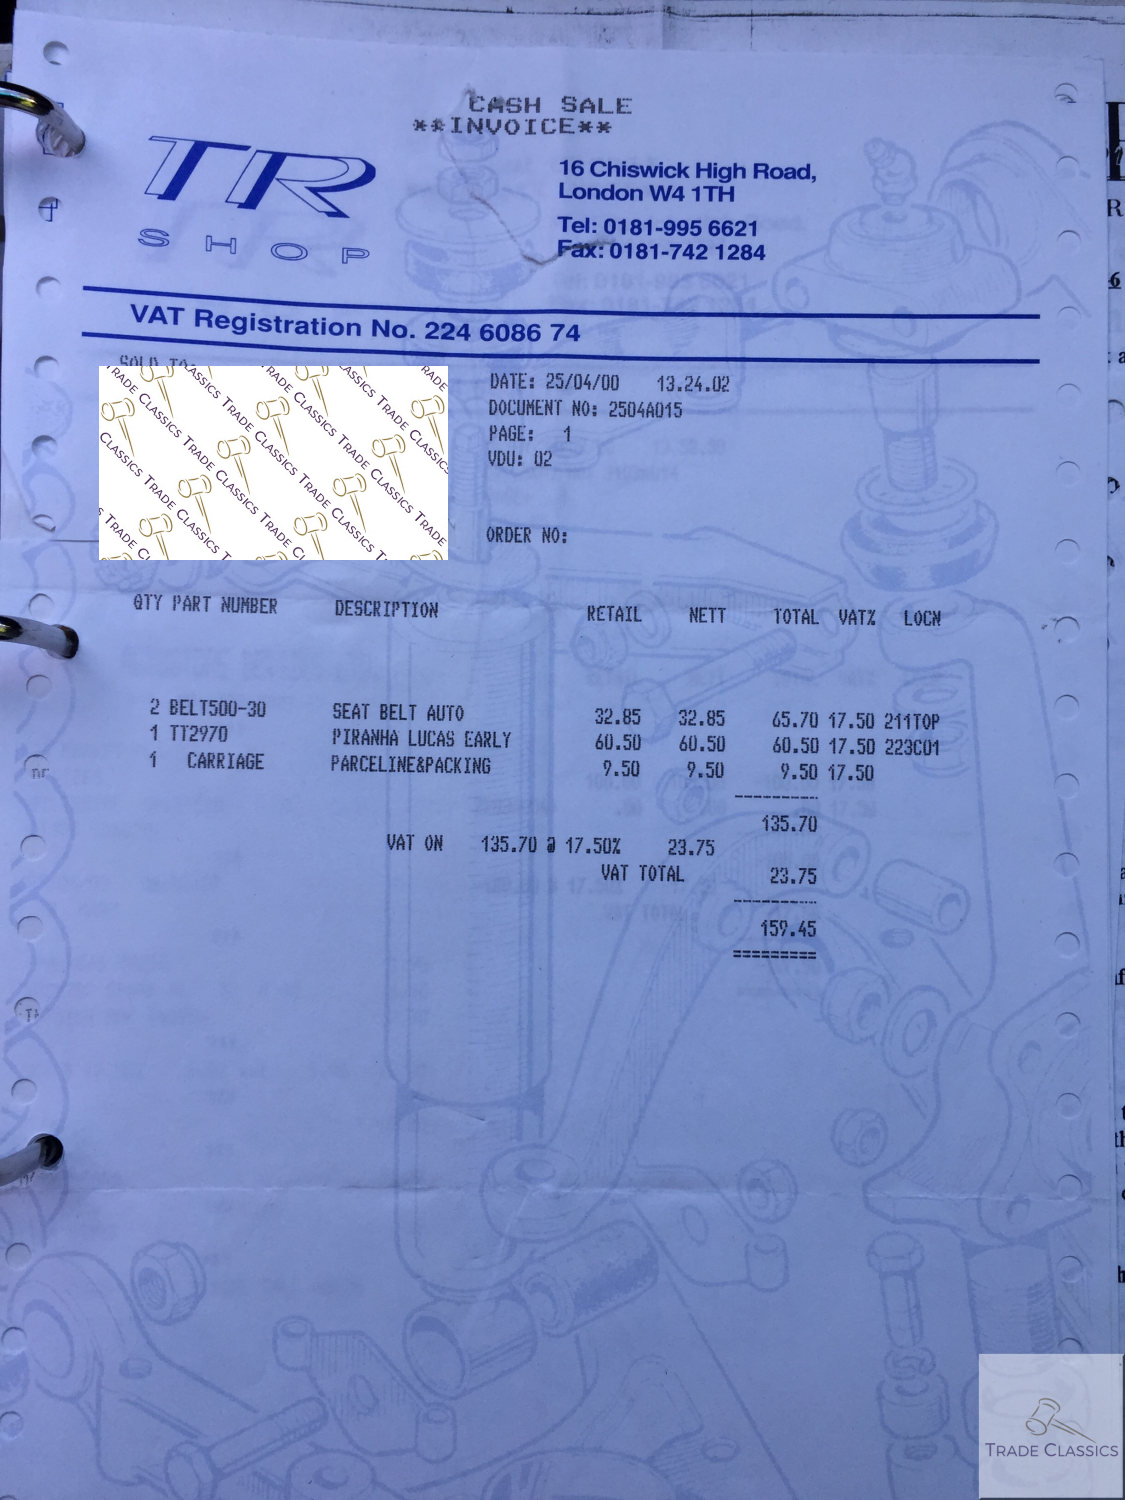 CASH SALE
**INVOICE**
TR
SHOP
16 Chiswick High Road,
London W4 1TH
Tel: 0181-995 6621
Fax: 0181-742 1284
VAT Registration No. 224 6086 74
SOLD TO
DATE: 25/04/00 13.24.02
DOCUMENT NO: 2504A015
PAGE: 1
VDU: 02
ORDER NO:
QTY PART NUMBER DESCRIPTION RETAIL NETT TOTAL VAT% LOCN
2 BELT500-30 SEAT BELT AUTO 32.85 32.85 65.70 17.50 211TOP
1 TT2970 PIRANHA LUCAS EARLY 60.50 60.50 60.50 17.50 223C01
1 CARRIAGE PARCELINE&PACKING 9.50 9.50 9.50 17.50
----------
135.70
VAT ON 135.70 @ 17.50% 23.75
VAT TOTAL 23.75
----------
159.45
=========
TRADE CLASSICS